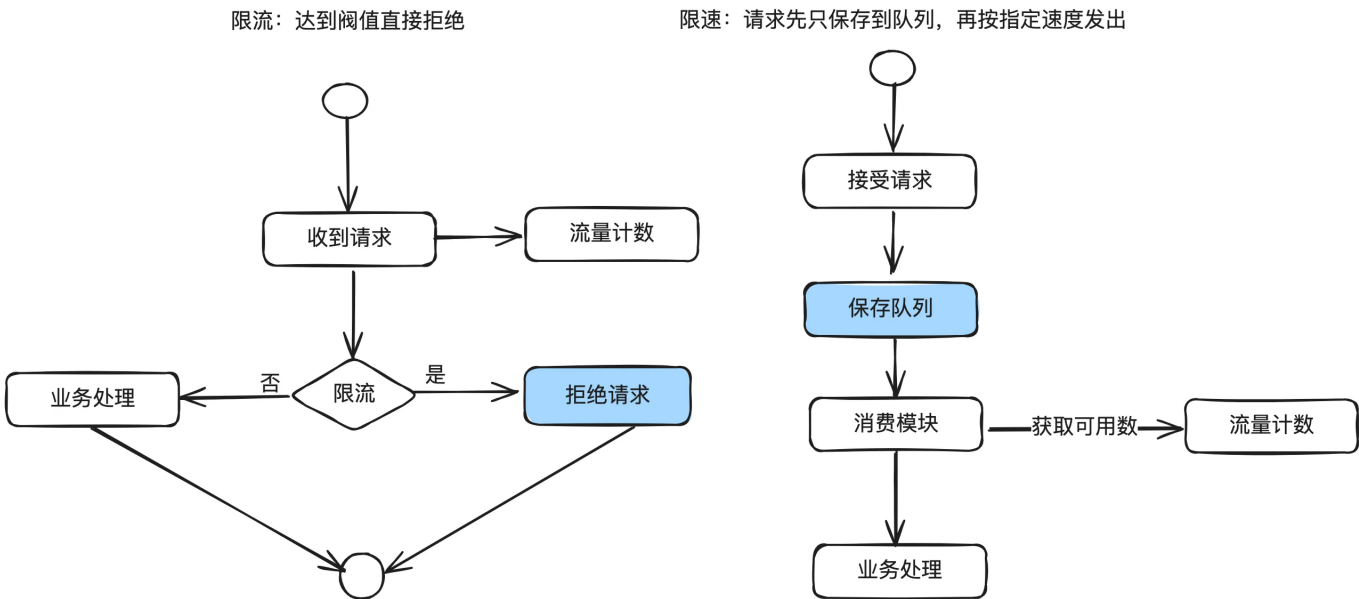 限流：达到阀值直接拒绝
收到请求
流量计数
限流
否
是
业务处理
拒绝请求
限速：请求先只保存到队列，再按指定速度发出
接受请求
保存队列
消费模块
获取可用数
流量计数
业务处理